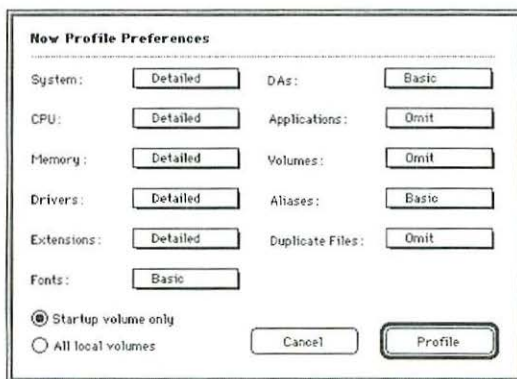 Now Profile Preferences
System: Detailed DAs: Basic
CPU: Detailed Applications: Omit
Memory: Detailed Volumes: Omit
Drivers: Detailed Aliases: Basic
Extensions: Detailed Duplicate Files: Omit
Fonts: Basic
Startup volume only
All local volumes Cancel Profile